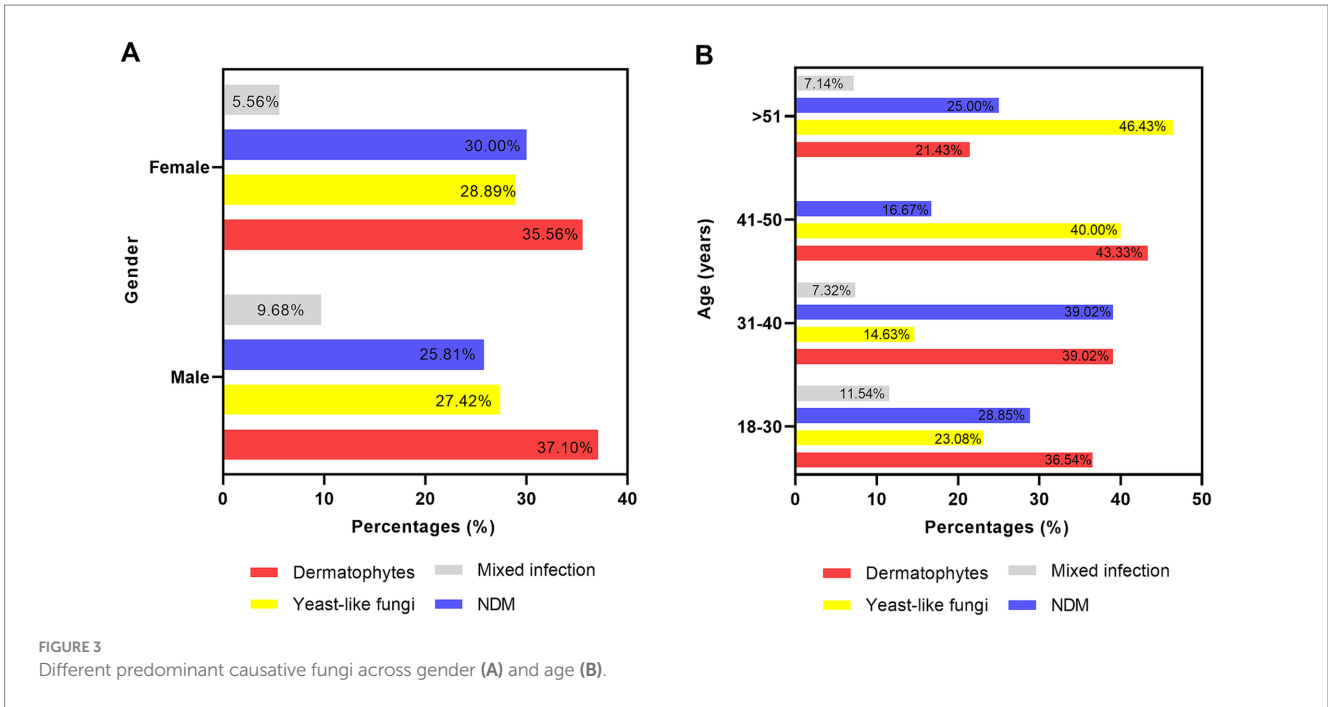 A
Gender
Female
5.56%
30.00%
28.89%
35.56%
Male
9.68%
25.81%
27.42%
37.10%
0 10 20 30 40
Percentages (%)
Dermatophytes Mixed infection
Yeast-like fungi NDM
B
Age (years)
>51
7.14%
25.00%
46.43%
21.43%
41-50
16.67%
40.00%
43.33%
31-40
7.32%
39.02%
14.63%
39.02%
18-30
11.54%
28.85%
23.08%
36.54%
0 10 20 30 40 50
Percentages (%)
Dermatophytes Mixed infection
Yeast-like fungi NDM
FIGURE 3
Different predominant causative fungi across gender (A) and age (B).